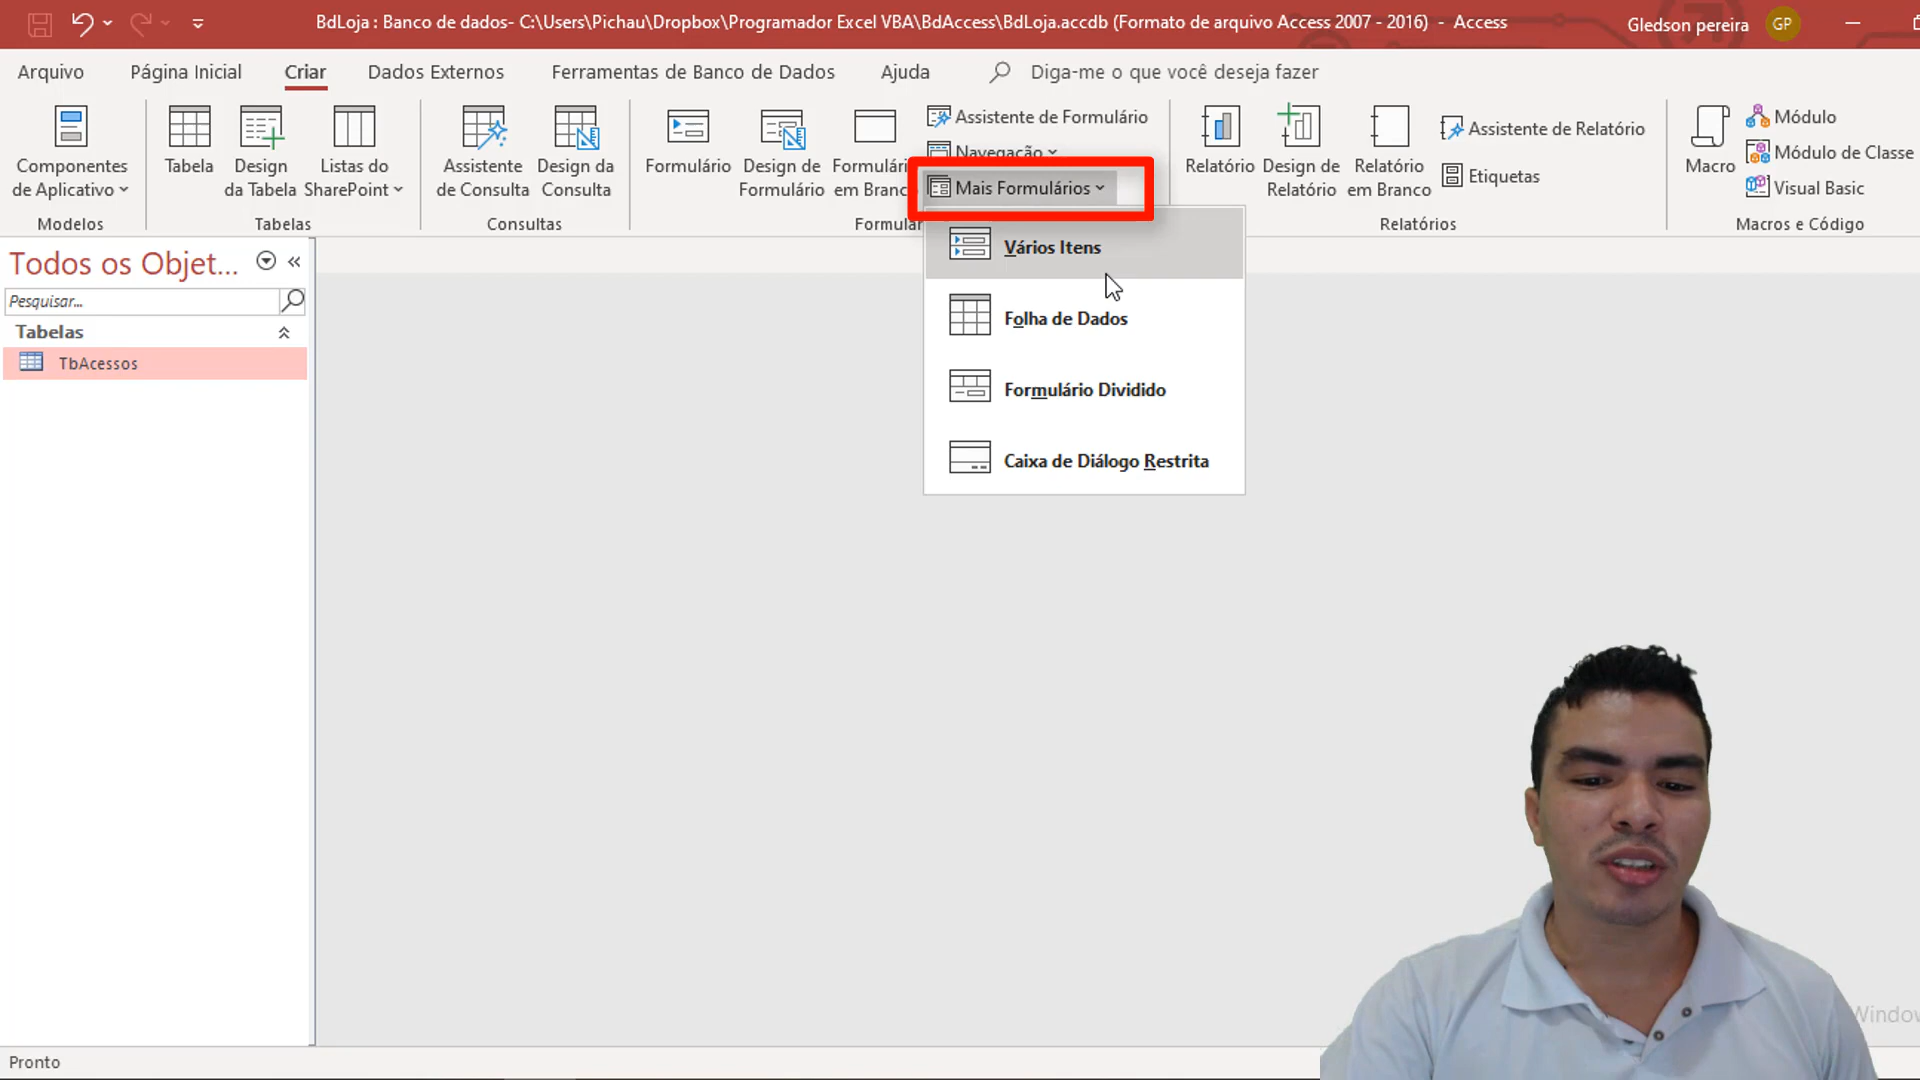 BdLoja : Banco de dados- C:\Users\Pichau\Dropbox\Programador Excel VBA\BdAccess\BdLoja.accdb (Formato de arquivo Access 2007 - 2016) - Access
Gledson pereira
GP
Arquivo
Página Inicial
Criar
Dados Externos
Ferramentas de Banco de Dados
Ajuda
Diga-me o que você deseja fazer
Componentes
de Aplicativo
Modelos
Tabela
Design
da Tabela
Listas do
SharePoint
Tabelas
Assistente
de Consulta
Design da
Consulta
Consultas
Formulário
Design de
Formulário
Formulári
em Branc
Assistente de Formulário
Navegação
Mais Formulários
Formular
Relatório
Design de
Relatório
Relatório
em Branco
Assistente de Relatório
Etiquetas
Relatórios
Macro
Módulo
Módulo de Classe
Visual Basic
Macros e Código
Vários Itens
Folha de Dados
Formulário Dividido
Caixa de Diálogo Restrita
Todos os Objet...
Pesquisar...
Tabelas
TbAcessos
Pronto